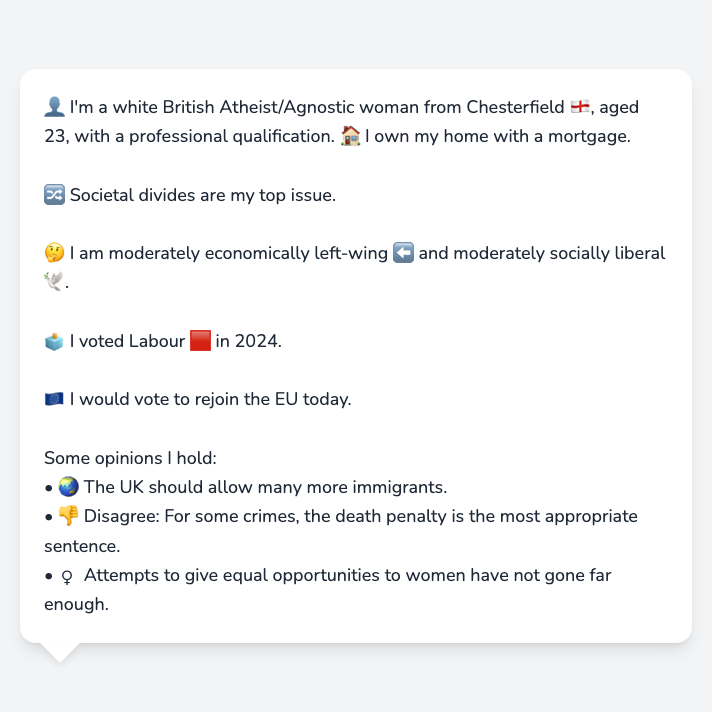 👤 I'm a white British Atheist/Agnostic woman from Chesterfield 🏴󠁧󠁢󠁥󠁮󠁧󠁿, aged
23, with a professional qualification. 🏠 I own my home with a mortgage.
🔀 Societal divides are my top issue.
🤔 I am moderately economically left-wing ⬅️ and moderately socially liberal
🕊️.
🗳️ I voted Labour 🟥 in 2024.
🇪🇺 I would vote to rejoin the EU today.
Some opinions I hold:
• 🌏 The UK should allow many more immigrants.
• 👎 Disagree: For some crimes, the death penalty is the most appropriate
sentence.
• ♀ Attempts to give equal opportunities to women have not gone far
enough.